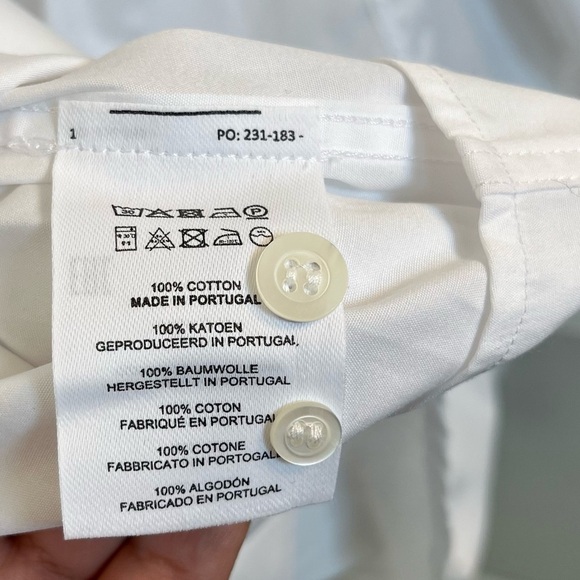 1 PO: 231-183 -
100% COTTON
MADE IN PORTUGAL
100% KATOEN
GEPRODUCEERD IN PORTUGAL
100% BAUMWOLLE
HERGESTELLT IN PORTUGAL
100% COTON
FABRIQUÉ EN PORTUGAL
100% COTONE
FABBRICATO IN PORTOGALLO
100% ALGODÓN
FABRICADO EN PORTUGAL